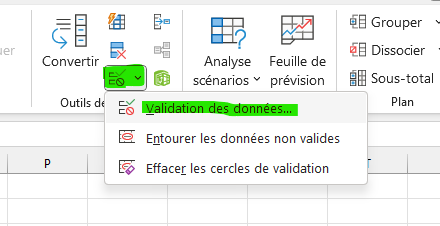 uer
Convertir
Analyse
scénarios
Feuille de
prévision
Grouper
Dissocier
Sous-total
Outils de
Plan
Validation des données...
Entourer les données non valides
Effacer les cercles de validation
P
T